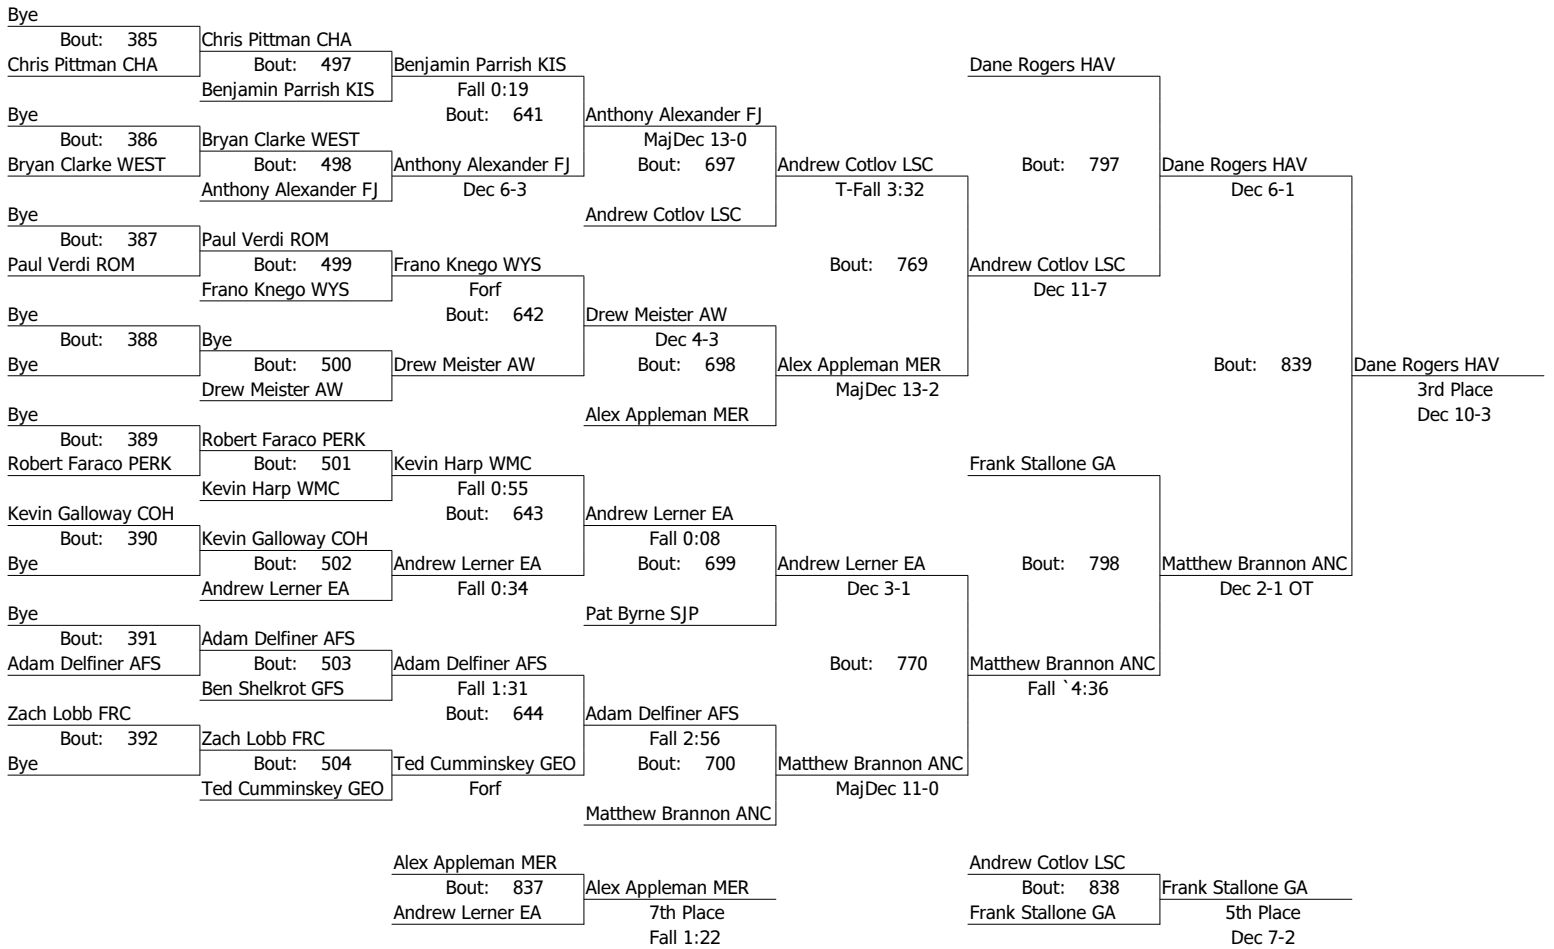 Bye
Bout: 385 Chris Pittman CHA
Chris Pittman CHA Bout: 497 Benjamin Parrish KIS Dane Rogers HAV
Benjamin Parrish KIS Fall 0:19
Bye Bout: 641 Anthony Alexander FJ
Bout: 386 Bryan Clarke WEST MajDec 13-0
Bryan Clarke WEST Bout: 498 Anthony Alexander FJ Bout: 697 Andrew Cotlov LSC Bout: 797 Dane Rogers HAV
Anthony Alexander FJ Dec 6-3 T-Fall 3:32 Dec 6-1
Bye Andrew Cotlov LSC
Bout: 387 Paul Verdi ROM
Paul Verdi ROM Bout: 499 Frano Knego WYS Bout: 769 Andrew Cotlov LSC
Frano Knego WYS Forf Dec 11-7
Bye Bout: 642 Drew Meister AW
Bout: 388 Bye Dec 4-3
Bye Bout: 500 Drew Meister AW Bout: 698 Alex Appleman MER Bout: 839 Dane Rogers HAV
Drew Meister AW MajDec 13-2 3rd Place
Bye Alex Appleman MER Dec 10-3
Bout: 389 Robert Faraco PERK
Robert Faraco PERK Bout: 501 Kevin Harp WMC Frank Stallone GA
Kevin Harp WMC Fall 0:55
Kevin Galloway COH Bout: 643 Andrew Lerner EA
Bout: 390 Kevin Galloway COH Fall 0:08
Bye Bout: 502 Andrew Lerner EA Bout: 699 Andrew Lerner EA Bout: 798 Matthew Brannon ANC
Andrew Lerner EA Fall 0:34 Dec 3-1 Dec 2-1 OT
Bye Pat Byrne SJP
Bout: 391 Adam Delfiner AFS
Adam Delfiner AFS Bout: 503 Adam Delfiner AFS Bout: 770 Matthew Brannon ANC
Ben Shelkrot GFS Fall 1:31 Fall `4:36
Zach Lobb FRC Bout: 644 Adam Delfiner AFS
Bout: 392 Zach Lobb FRC Fall 2:56
Bye Bout: 504 Ted Cumminskey GEO Bout: 700 Matthew Brannon ANC
Ted Cumminskey GEO Forf MajDec 11-0
Matthew Brannon ANC
Alex Appleman MER Andrew Cotlov LSC
Bout: 837 Alex Appleman MER Bout: 838 Frank Stallone GA
Andrew Lerner EA 7th Place Frank Stallone GA 5th Place
Fall 1:22 Dec 7-2